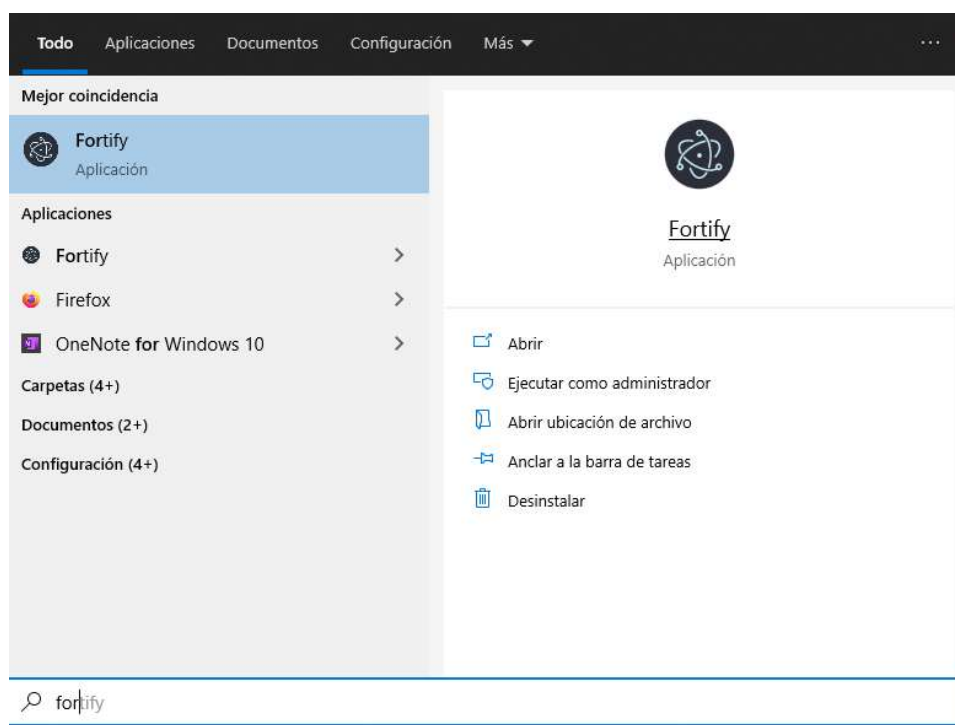 Todo Aplicaciones Documentos Configuración Más ...
Mejor coincidencia
Fortify
Aplicación
Aplicaciones
Fortify
Firefox
OneNote for Windows 10
Carpetas (4+)
Documentos (2+)
Configuración (4+)
Fortify
Aplicación
Abrir
Ejecutar como administrador
Abrir ubicación de archivo
Anclar a la barra de tareas
Desinstalar
fortify